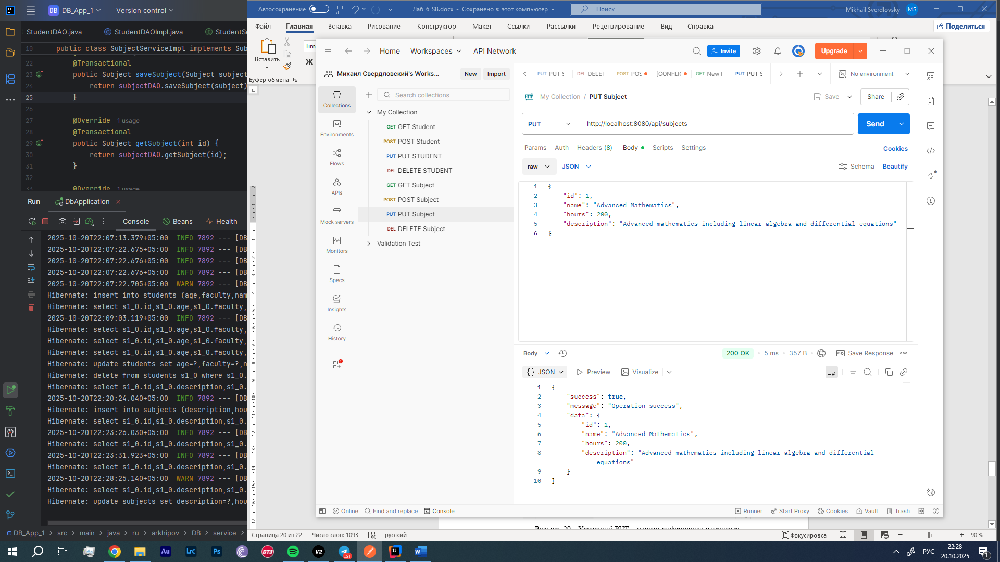 DB
DB_App_1
Version control
StudentDAO.java
StudentDAOImpl.java
StudentSe
10 public class SubjectServiceImpl implements Sub
22 @Transactional
23 public Subject saveSubject(Subject subject
24 return subjectDAO.saveSubject(subject)
25 }
26
27 @Override 1 usage
28 @Transactional
29 public Subject getSubject(int id) {
30 return subjectDAO.getSubject(id);
31 }
32
33 @Override 1 usage
Run
DbApplication
Console
Beans
Health
2025-10-20T22:07:13.379+05:00 INFO 7892 --- [DB
2025-10-20T22:07:22.675+05:00 INFO 7892 --- [DB
2025-10-20T22:07:22.676+05:00 INFO 7892 --- [DB
2025-10-20T22:07:22.676+05:00 INFO 7892 --- [DB
2025-10-20T22:07:22.705+05:00 WARN 7892 --- [DB
Hibernate: insert into students (age,faculty,nam
Hibernate: select s1_0.id,s1_0.age,s1_0.faculty,
2025-10-20T22:09:03.119+05:00 INFO 7892 --- [DB
Hibernate: select s1_0.id,s1_0.age,s1_0.faculty,
Hibernate: select s1_0.id,s1_0.age,s1_0.faculty,
Hibernate: select s1_0.id,s1_0.age,s1_0.faculty,
Hibernate: update students set age=?,faculty=?,n
Hibernate: delete from students s1_0 where s1_0.
Hibernate: select s1_0.id,s1_0.description,s1_0.
2025-10-20T22:20:24.040+05:00 INFO 7892 --- [DB
Hibernate: insert into subjects (description,hou
Hibernate: select s1_0.id,s1_0.description,s1_0.
2025-10-20T22:23:26.030+05:00 INFO 7892 --- [DB
Hibernate: select s1_0.id,s1_0.description,s1_0.
2025-10-20T22:23:31.923+05:00 INFO 7892 --- [DB
Hibernate: select s1_0.id,s1_0.description,s1_0.
2025-10-20T22:28:25.140+05:00 WARN 7892 --- [DB
Hibernate: select s1_0.id,s1_0.description,s1_0.
Hibernate: update subjects set description=?,hou
DB_App_1 > src > main > java > ru > arkhipov > DB > service >
Автосохранение
Лаб_6_SB.docx - Сохранено в: этот компьютер
Поиск
Mikhail Sverdlovsky
MS
Файл Главная Вставка Рисование Конструктор Макет Ссылки Рассылки Рецензирование Вид Справка
Поделиться
Вставить
Буфер обмена
Tim
Ж
Home
Workspaces
API Network
Invite
Upgrade
Михаил Свердловский's Works...
New
Import
PUT PUT S
DEL DELET
POST POS
[CONFLIC
GET New F
PUT PUT S
No environment
Collections
Environments
Flows
APIs
Mock servers
Monitors
Specs
Insights
History
Search collections
My Collection
GET GET Student
POST POST Student
PUT PUT STUDENT
DEL DELETE STUDENT
GET GET Subject
POST POST Subject
PUT PUT Subject
DEL DELETE Subject
Validation Test
HTTP
My Collection / PUT Subject
Save
Share
PUT
http://localhost:8080/api/subjects
Send
Params Auth Headers (8) Body Scripts Settings
Cookies
raw
JSON
Schema
Beautify
1 {
2 "id": 1,
3 "name": "Advanced Mathematics",
4 "hours": 200,
5 "description": "Advanced mathematics including linear algebra and differential equations"
6 }
Body
200 OK
5 ms
357 B
e.g.
Save Response
{} JSON
Preview
Visualize
1 {
2 "success": true,
3 "message": "Operation success",
4 "data": {
5 "id": 1,
6 "name": "Advanced Mathematics",
7 "hours": 200,
8 "description": "Advanced mathematics including linear algebra and differential
equations"
9 }
10 }
Online
Find and replace
Console
Runner
Start Proxy
Cookies
Vault
Trash
Рисунок 29 – Успешный PUT – меняем информацию о студенте
Страница 20 из 22
Число слов: 1093
русский
Фокусировка
90 %
Au
Lrc
Ps
GT3
V2
51
W
РУС
22:28
20.10.2025
1